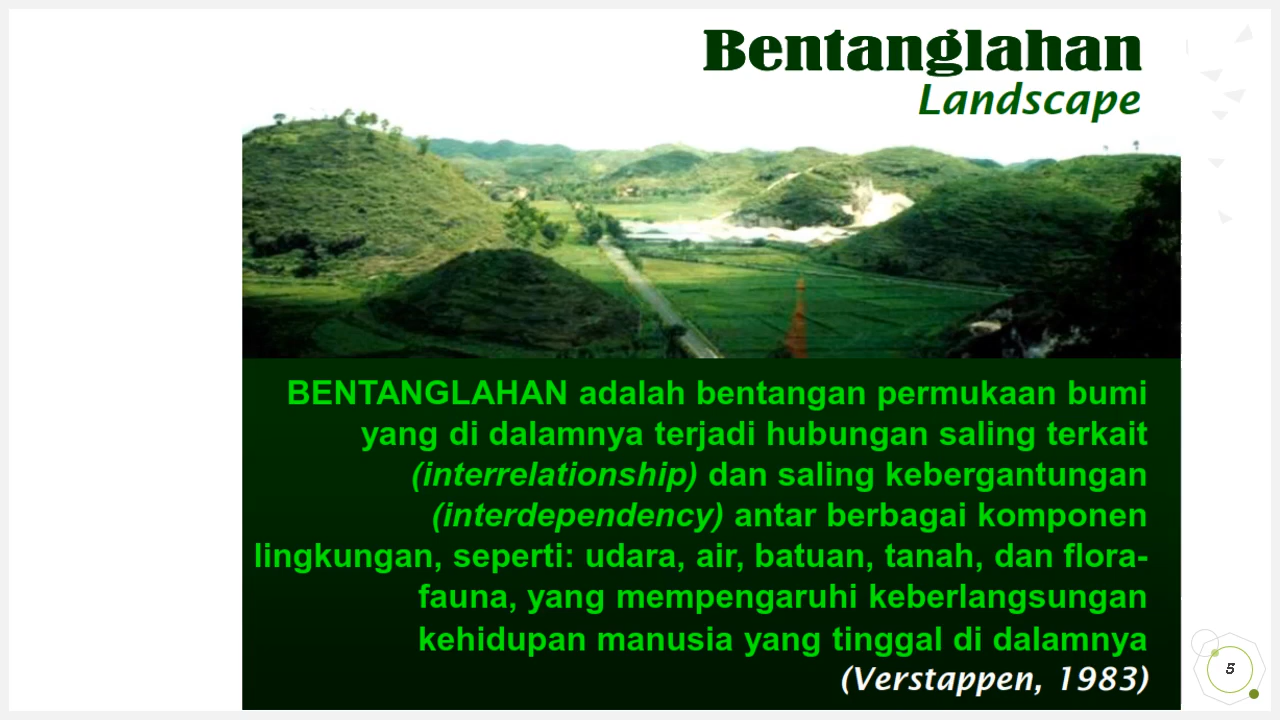 Bentanglahan
Landscape
BENTANGLAHAN adalah bentangan permukaan bumi
yang di dalamnya terjadi hubungan saling terkait
(interrelationship) dan saling kebergantungan
(interdependency) antar berbagai komponen
lingkungan, seperti: udara, air, batuan, tanah, dan flora-
fauna, yang mempengaruhi keberlangsungan
kehidupan manusia yang tinggal di dalamnya
(Verstappen, 1983)
5